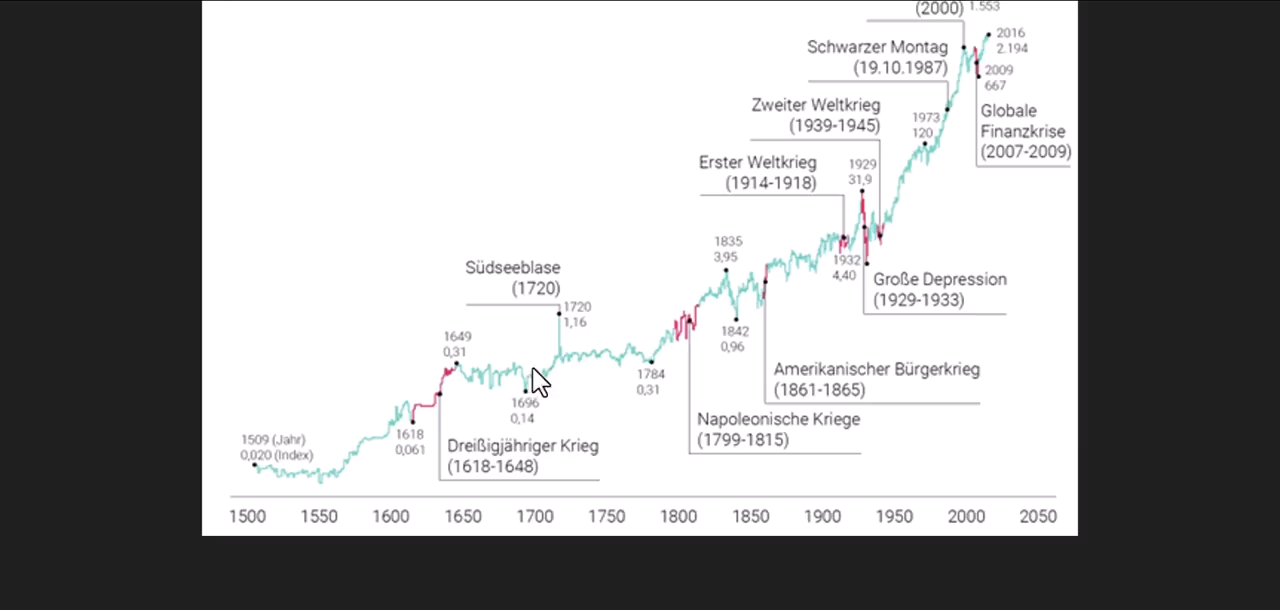 (2000) 1.553
2016
2.194
Schwarzer Montag
(19.10.1987)
2009
667
Zweiter Weltkrieg
(1939-1945)
1973
120
Globale
Finanzkrise
(2007-2009)
Erster Weltkrieg
(1914-1918)
1929
31,9
1835
3,95
1932
4,40
Südseeblase
(1720)
Große Depression
(1929-1933)
1720
1,16
1649
0,31
1842
0,96
1784
0,31
Amerikanischer Bürgerkrieg
(1861-1865)
1696
0,14
Napoleonische Kriege
(1799-1815)
1618
0,061
1509 (Jahr)
0,020 (Index)
Dreißigjähriger Krieg
(1618-1648)
1500 1550 1600 1650 1700 1750 1800 1850 1900 1950 2000 2050